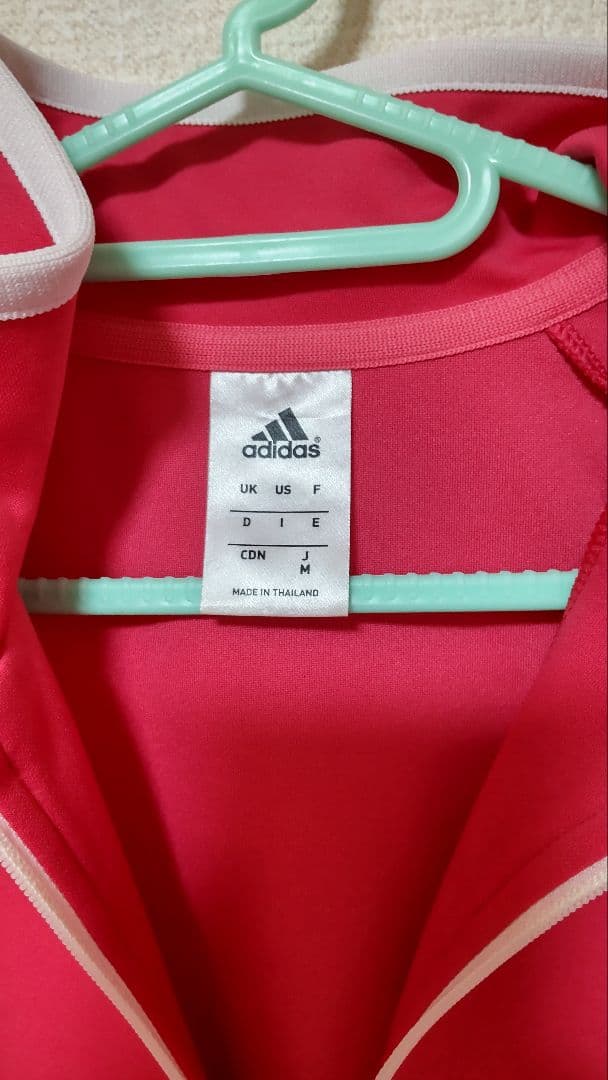 adidas®
UK US F
D I E
CDN J
M
MADE IN THAILAND